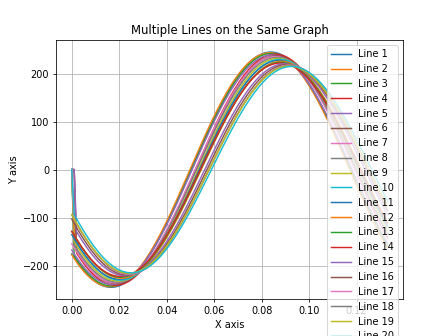 Multiple Lines on the Same Graph
Y axis
200
100
0
−100
−200
0.00
0.02
0.04
0.06
0.08
0.10
X axis
Line 1
Line 2
Line 3
Line 4
Line 5
Line 6
Line 7
Line 8
Line 9
Line 10
Line 11
Line 12
Line 13
Line 14
Line 15
Line 16
Line 17
Line 18
Line 19
Line 20